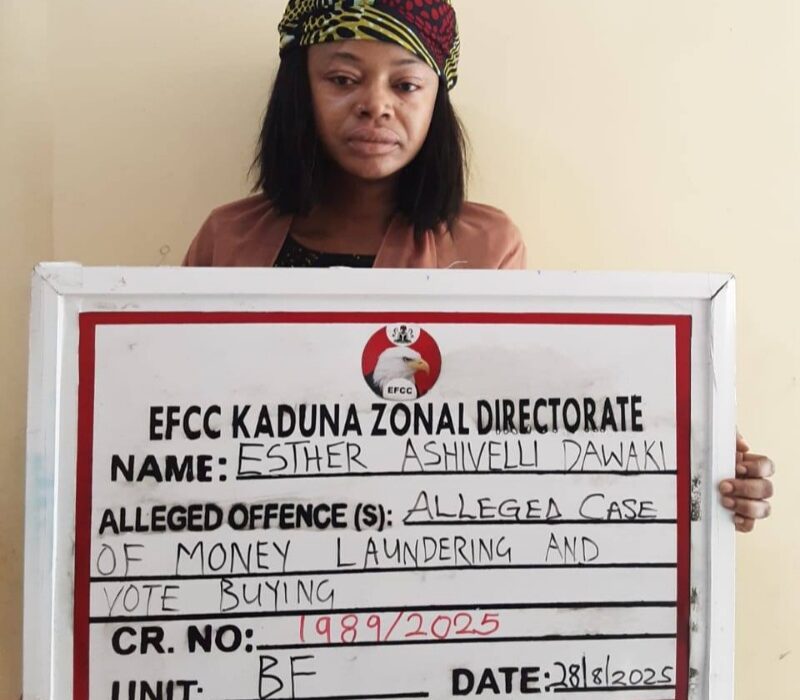 EFCC
EFCC KADUNA ZONAL DIRECTORATE
NAME: ESTHER ASHIVELLI DAWAKI
ALLEGED OFFENCE (S): ALLEGED CASE
OF MONEY LAUNDERING AND
VOTE BUYING
CR. NO: 1989/2025
UNIT: BF DATE: 28/8/2025